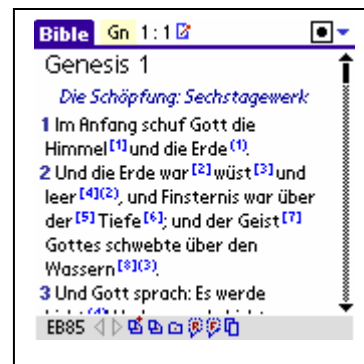 Bible Gn 1:1
Genesis 1
Die Schöpfung: Sechstagewerk
1 Im Anfang schuf Gott die
Himmel[1] und die Erde(1).
2 Und die Erde war[2] wüst[3] und
leer[4](2), und Finsternis war über
der[5] Tiefe[6]; und der Geist[7]
Gottes schwebte über den
Wassern[8](3).
3 Und Gott sprach: Es werde
EB85